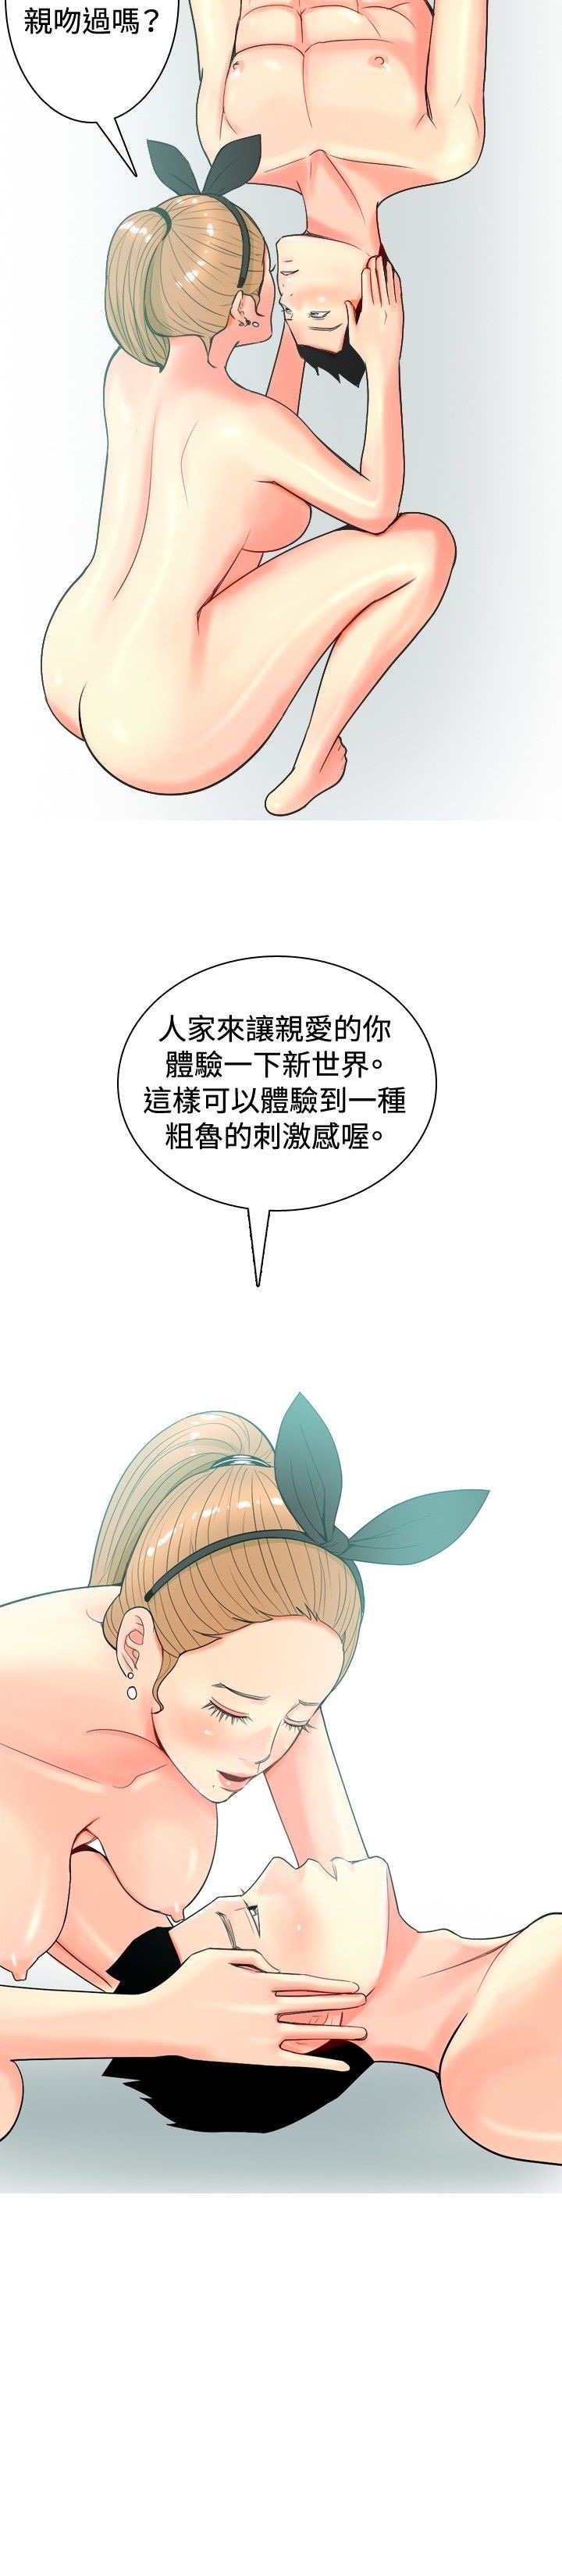 親吻過嗎？
人家來讓親愛的你
體驗一下新世界。
這樣可以體驗到一種
粗魯的刺激感喔。